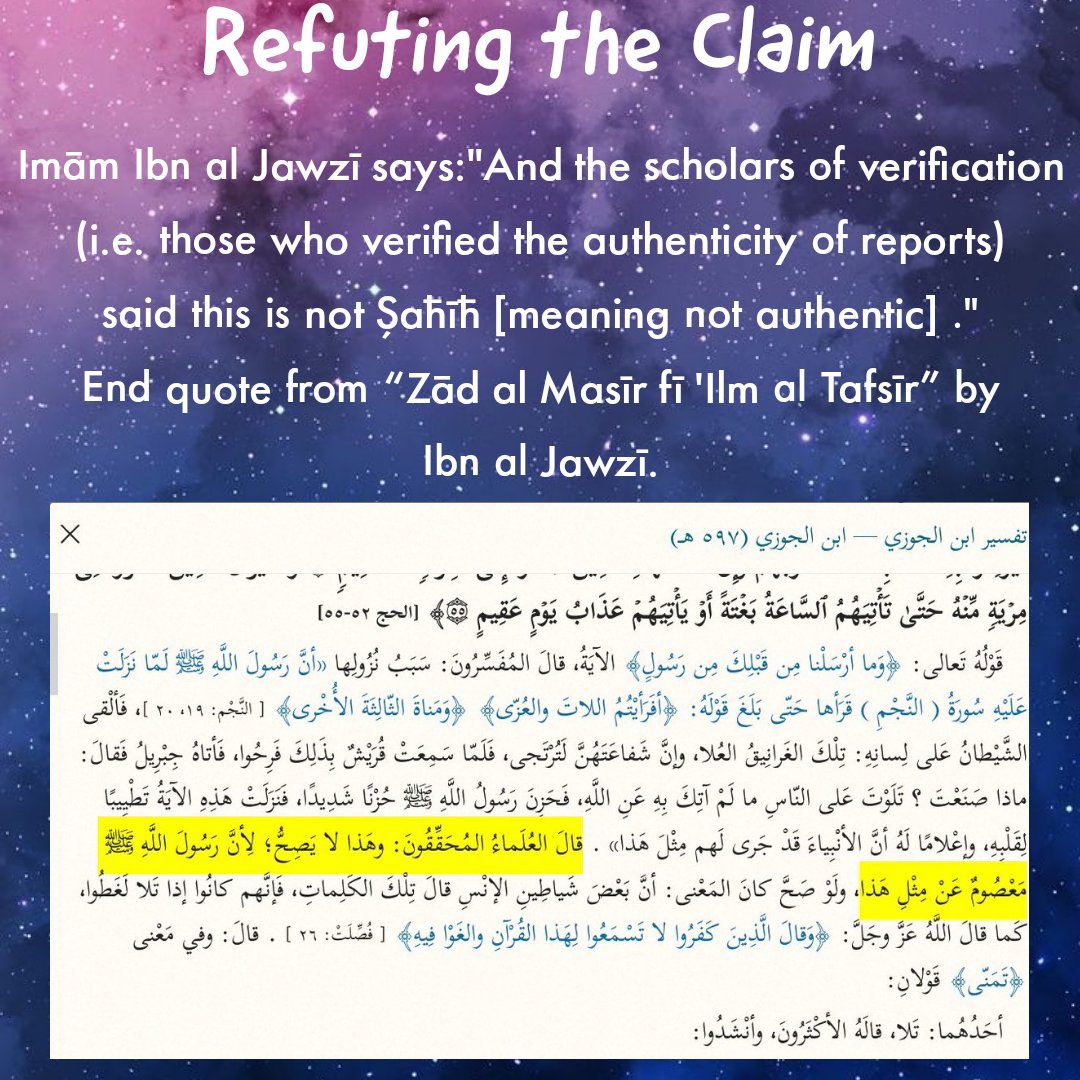 Refuting the Claim
Imām Ibn al Jawzī says:"And the scholars of verification
(i.e. those who verified the authenticity of reports)
said this is not Ṣaħīħ [meaning not authentic] ."
End quote from “Zād al Masīr fī 'Ilm al Tafsīr” by
Ibn al Jawzī.
تفسير ابن الجوزي — ابن الجوزي (٥٩٧ هـ)
مِرْيَةٍ مِّنْهُ حَتَّىٰ تَأْتِيَهُمُ ٱلسَّاعَةُ بَغْتَةً أَوْ يَأْتِيَهُمْ عَذَابُ يَوْمٍ عَقِيمٍ ۝٥٥﴾ [الحج ٥٢-٥٥]
قَوْلُهُ تَعالى: ﴿وَما أرْسَلْنا مِن قَبْلِكَ مِن رَسُولٍ﴾ الآيَةُ، قالَ المُفَسِّرُونَ: سَبَبُ نُزُولِها «أنَّ رَسُولَ اللَّهِ ﷺ لَمّا نَزَلَتْ
عَلَيْهِ سُورَةُ ( النَّجْمِ ) قَرَأها حَتّى بَلَغَ قَوْلَهُ: ﴿أفَرَأيْتُمُ اللاتَ والعُزّى﴾ ﴿وَمَناةَ الثّالِثَةَ الأُخْرى﴾ [ النَّجْمِ: ١٩، ٢٠ ]، فَألْقى
الشَّيْطانُ عَلى لِسانِهِ: تِلْكَ الغَرانِيقُ العُلا، وإنَّ شَفاعَتَهُنَّ لَتُرْتَجى، فَلَمّا سَمِعَتْ قُرَيْشٌ بِذَلِكَ فَرِحُوا، فَأتاهُ جِبْرِيلُ فَقالَ:
ماذا صَنَعْتَ ؟ تَلَوْتَ عَلى النّاسِ ما لَمْ آتِكَ بِهِ عَنِ اللَّهِ، فَحَزِنَ رَسُولُ اللَّهِ ﷺ حُزْنًا شَدِيدًا، فَنَزَلَتْ هَذِهِ الآيَةُ تَطْيِيبًا
لِقَلْبِهِ، وإعْلامًا لَهُ أنَّ الأنْبِياءَ قَدْ جَرى لَهم مِثْلَ هَذا» . قالَ العُلَماءُ المُحَقِّقُونَ: وهَذا لا يَصِحُّ؛ لِأنَّ رَسُولَ اللَّهِ ﷺ
مَعْصُومٌ عَنْ مِثْلِ هَذا، ولَوْ صَحَّ كانَ المَعْنى: أنَّ بَعْضَ شَياطِينِ الإنْسِ قالَ تِلْكَ الكَلِماتِ، فَإنَّهم كانُوا إذا تَلا لَغَطُوا،
كَما قالَ اللَّهُ عَزَّ وجَلَّ: ﴿وَقالَ الَّذِينَ كَفَرُوا لا تَسْمَعُوا لِهَذا القُرْآنِ والغَوْا فِيهِ﴾ [ فُصِّلَتْ: ٢٦ ] . قالَ: وفي مَعْنى
﴿تَمَنّى﴾ قَوْلانِ:
أحَدُهُما: تَلا، قالَهُ الأكْثَرُونَ، وأنْشَدُوا: